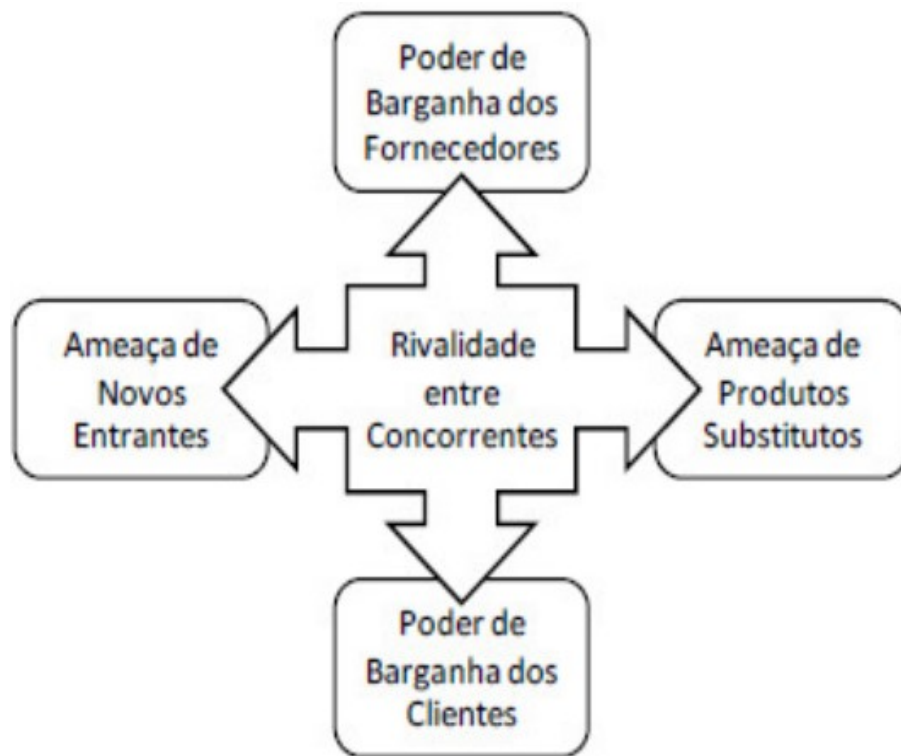 Poder de
Barganha dos
Fornecedores
Ameaça de
Novos
Entrantes
Rivalidade
entre
Concorrentes
Ameaça de
Produtos
Substitutos
Poder de
Barganha dos
Clientes